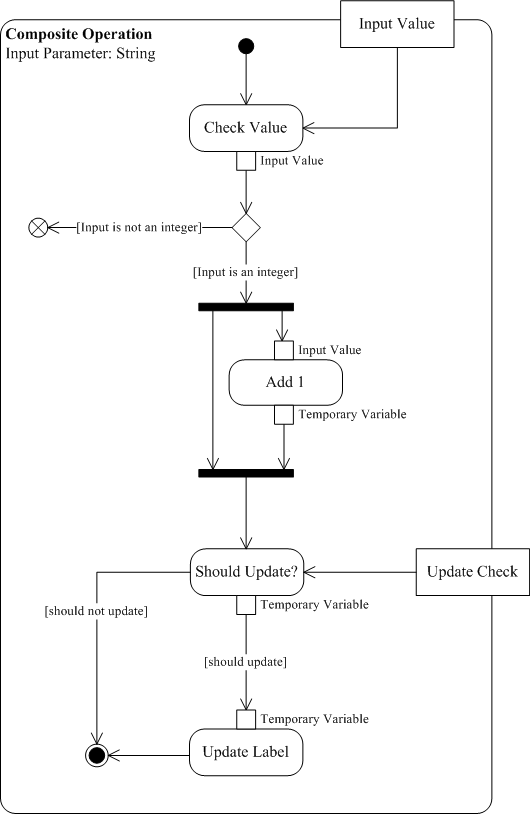 Composite Operation
Input Parameter: String
Input Value
Check Value
Input Value
[Input is not an integer]
[Input is an integer]
Input Value
Add 1
Temporary Variable
Should Update?
Update Check
Temporary Variable
[should not update]
[should update]
Temporary Variable
Update Label